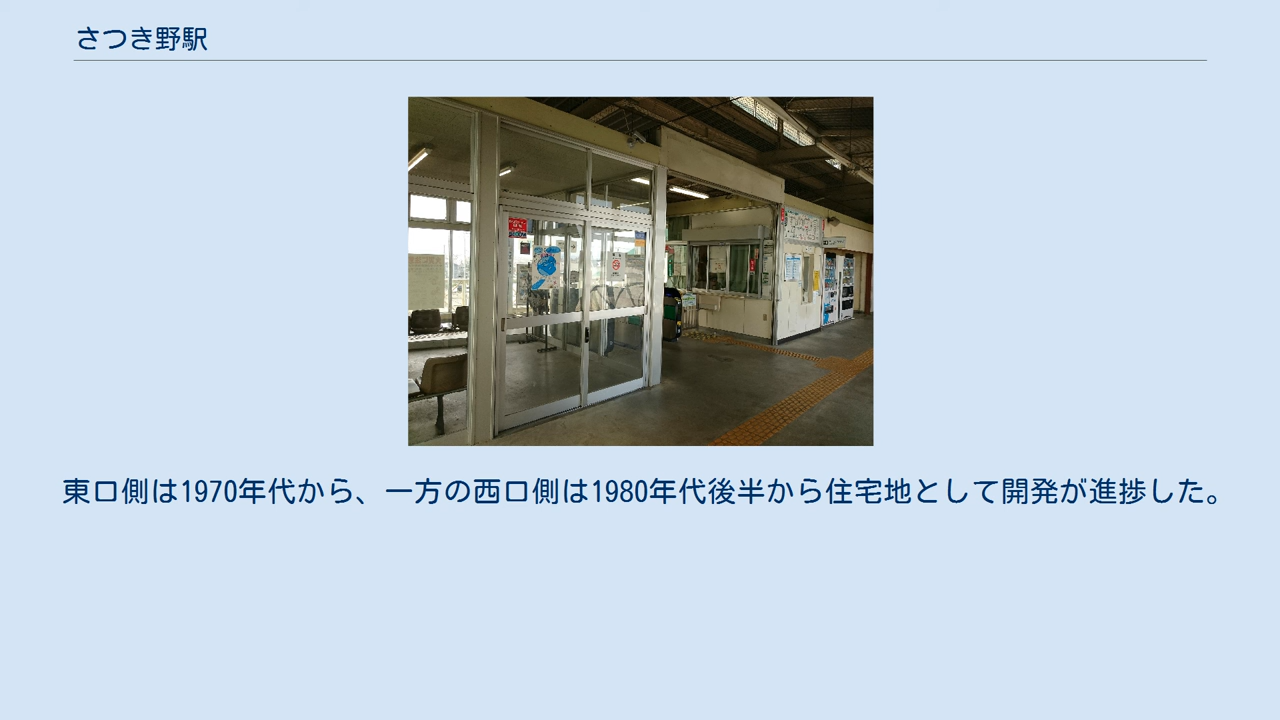 さつき野駅
東口側は1970年代から、一方の西口側は1980年代後半から住宅地として開発が進捗した。